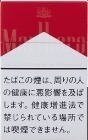 Marlboro
たばこの煙は、周りの人
の健康に悪影響を及ぼ
します。健康増進法で
禁じられている場所で
は喫煙できません。